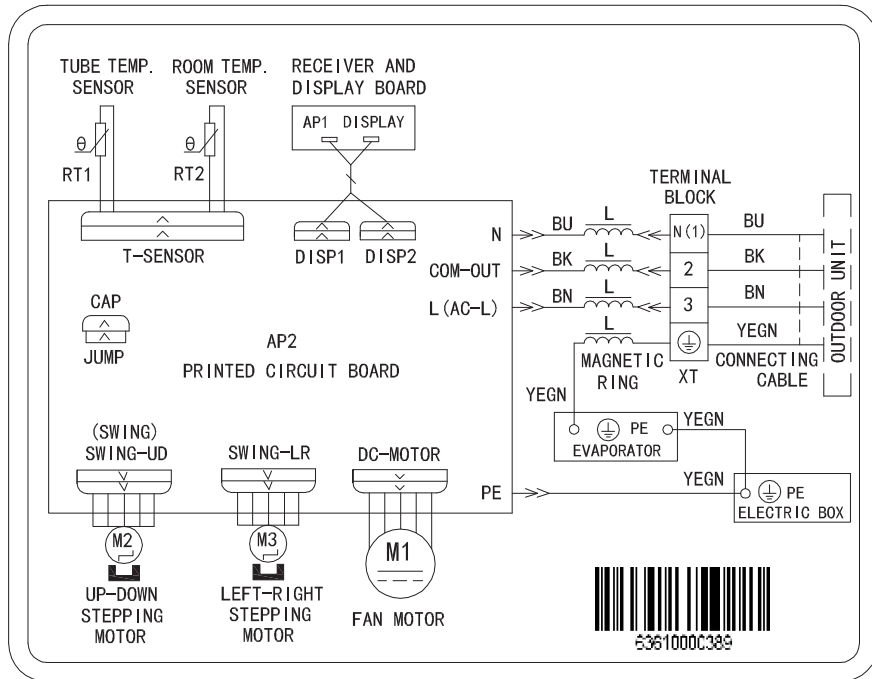 TUBE TEMP.
SENSOR
ROOM TEMP.
SENSOR
RECEIVER AND
DISPLAY BOARD
AP1 DISPLAY
θ
RT1
θ
RT2
T-SENSOR
DISP1
DISP2
CAP
JUMP
AP2
PRINTED CIRCUIT BOARD
N
COM-OUT
L(AC-L)
PE
BU
BK
BN
L
L
L
L
MAGNETIC
RING
TERMINAL
BLOCK
N(1)
2
3
XT
BU
BK
BN
YEGN
CONNECTING
CABLE
OUTDOOR UNIT
YEGN
PE
EVAPORATOR
YEGN
YEGN
PE
ELECTRIC BOX
(SWING)
SWING-UD
SWING-LR
DC-MOTOR
M2
M3
M1
UP-DOWN
STEPPING
MOTOR
LEFT-RIGHT
STEPPING
MOTOR
FAN MOTOR
63610000389